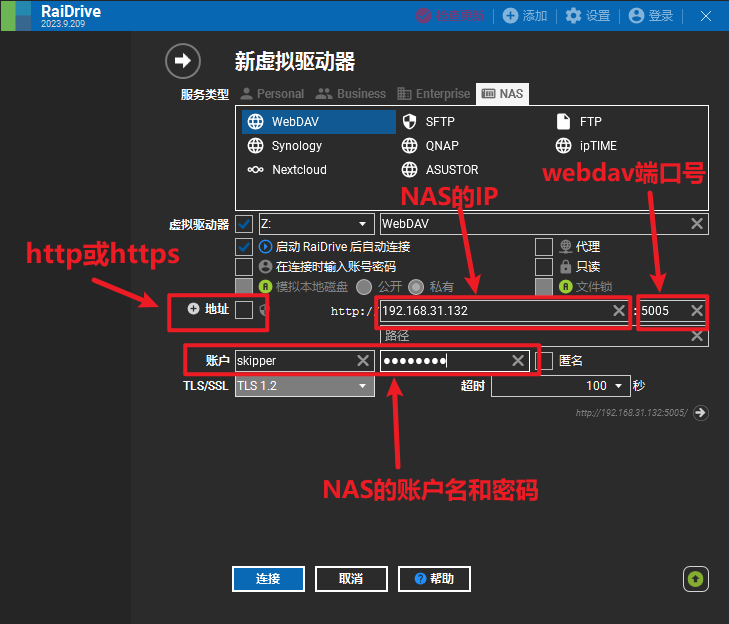 RaiDrive
2023.9.209
检查更新 添加 设置 登录
新虚拟驱动器
服务类型 Personal Business Enterprise NAS
WebDAV SFTP FTP
Synology QNAP ipTIME
Nextcloud ASUSTOR
NAS的IP webdav端口号
虚拟驱动器 Z: WebDAV
启动 RaiDrive 后自动连接 代理
http或https
在连接时输入账号密码 只读
模拟本地磁盘 公开 私有 文件锁
地址 http:/ 192.168.31.132 : 5005
路径
账户 skipper ●●●●●●●● 匿名
TLS/SSL TLS 1.2 超时 100 秒
http://192.168.31.132:5005/
NAS的账户名和密码
连接 取消 帮助